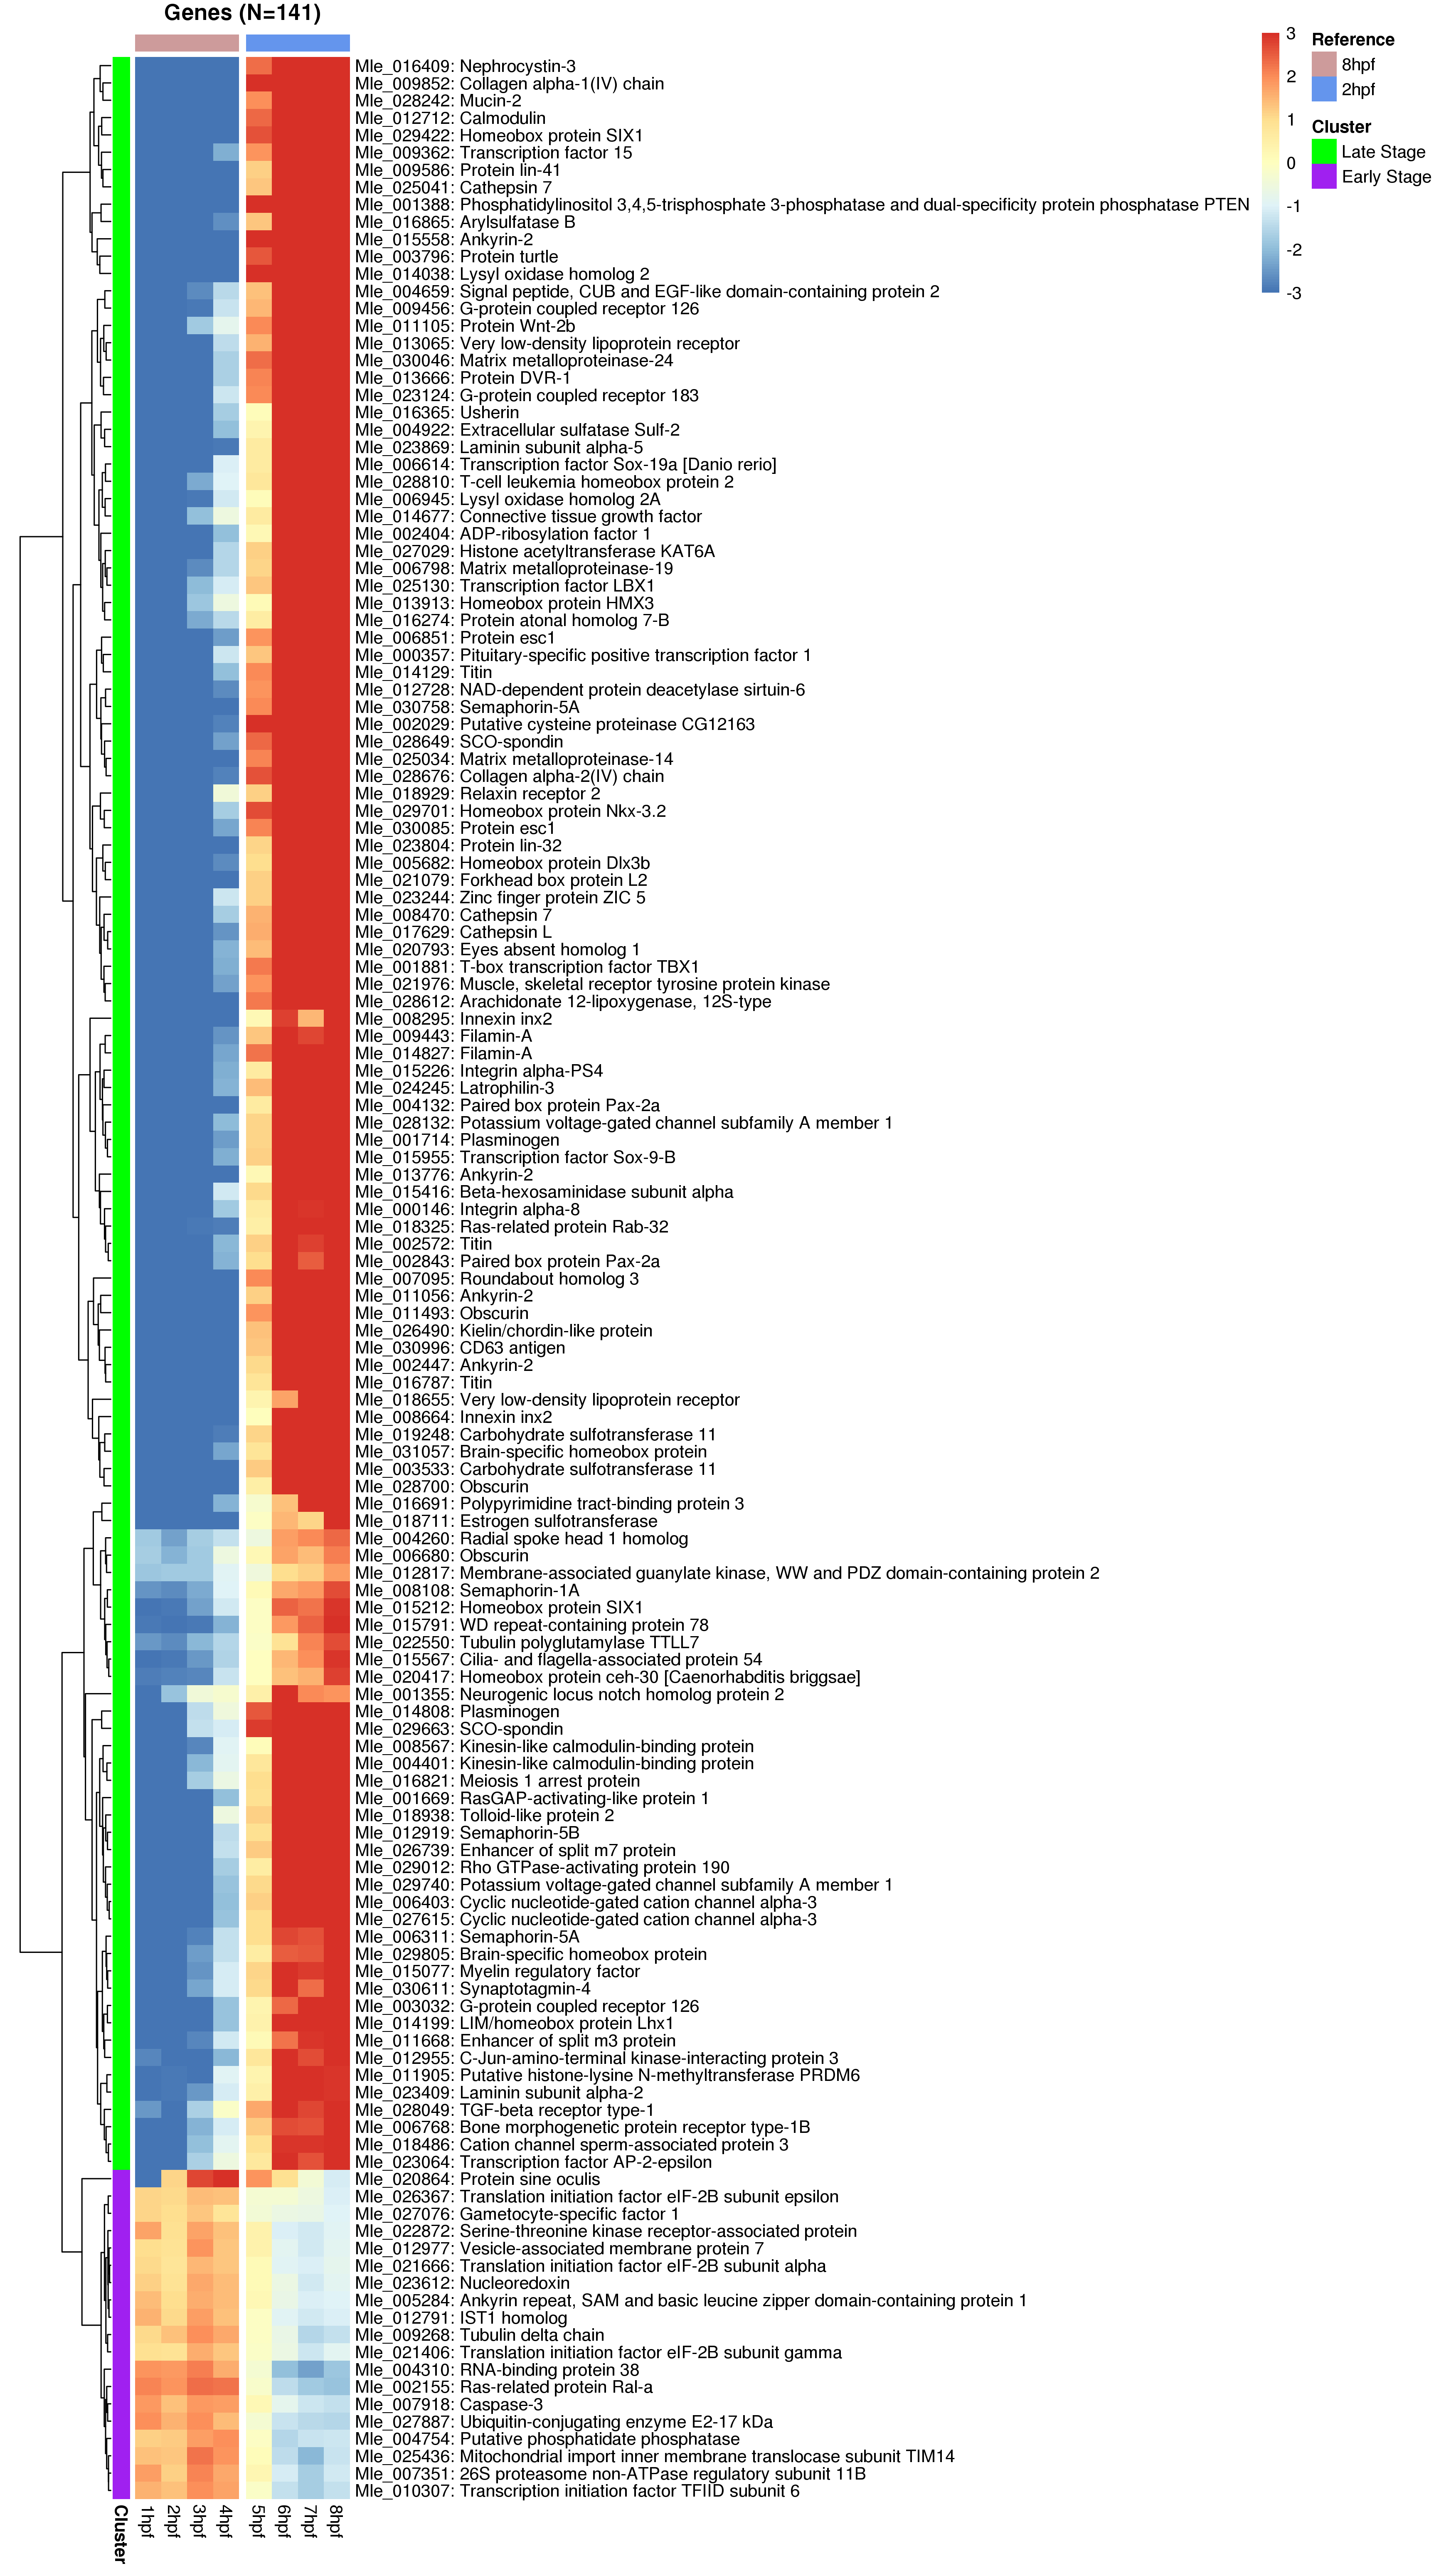 Genes (N=141)
3
2
1
0
-1
-2
-3
Reference
8hpf
2hpf
Cluster
Late Stage
Early Stage
Mle_016409: Nephrocystin-3
Mle_009852: Collagen alpha-1(IV) chain
Mle_028242: Mucin-2
Mle_012712: Calmodulin
Mle_029422: Homeobox protein SIX1
Mle_009362: Transcription factor 15
Mle_009586: Protein lin-41
Mle_025041: Cathepsin 7
Mle_001388: Phosphatidylinositol 3,4,5-trisphosphate 3-phosphatase and dual-specificity protein phosphatase PTEN
Mle_016865: Arylsulfatase B
Mle_015558: Ankyrin-2
Mle_003796: Protein turtle
Mle_014038: Lysyl oxidase homolog 2
Mle_004659: Signal peptide, CUB and EGF-like domain-containing protein 2
Mle_009456: G-protein coupled receptor 126
Mle_011105: Protein Wnt-2b
Mle_013065: Very low-density lipoprotein receptor
Mle_030046: Matrix metalloproteinase-24
Mle_013666: Protein DVR-1
Mle_023124: G-protein coupled receptor 183
Mle_016365: Usherin
Mle_004922: Extracellular sulfatase Sulf-2
Mle_023869: Laminin subunit alpha-5
Mle_006614: Transcription factor Sox-19a [Danio rerio]
Mle_028810: T-cell leukemia homeobox protein 2
Mle_006945: Lysyl oxidase homolog 2A
Mle_014677: Connective tissue growth factor
Mle_002404: ADP-ribosylation factor 1
Mle_027029: Histone acetyltransferase KAT6A
Mle_006798: Matrix metalloproteinase-19
Mle_025130: Transcription factor LBX1
Mle_013913: Homeobox protein HMX3
Mle_016274: Protein atonal homolog 7-B
Mle_006851: Protein esc1
Mle_000357: Pituitary-specific positive transcription factor 1
Mle_014129: Titin
Mle_012728: NAD-dependent protein deacetylase sirtuin-6
Mle_030758: Semaphorin-5A
Mle_002029: Putative cysteine proteinase CG12163
Mle_028649: SCO-spondin
Mle_025034: Matrix metalloproteinase-14
Mle_028676: Collagen alpha-2(IV) chain
Mle_018929: Relaxin receptor 2
Mle_029701: Homeobox protein Nkx-3.2
Mle_030085: Protein esc1
Mle_023804: Protein lin-32
Mle_005682: Homeobox protein Dlx3b
Mle_021079: Forkhead box protein L2
Mle_023244: Zinc finger protein ZIC 5
Mle_008470: Cathepsin 7
Mle_017629: Cathepsin L
Mle_020793: Eyes absent homolog 1
Mle_001881: T-box transcription factor TBX1
Mle_021976: Muscle, skeletal receptor tyrosine protein kinase
Mle_028612: Arachidonate 12-lipoxygenase, 12S-type
Mle_008295: Innexin inx2
Mle_009443: Filamin-A
Mle_014827: Filamin-A
Mle_015226: Integrin alpha-PS4
Mle_024245: Latrophilin-3
Mle_004132: Paired box protein Pax-2a
Mle_028132: Potassium voltage-gated channel subfamily A member 1
Mle_001714: Plasminogen
Mle_015955: Transcription factor Sox-9-B
Mle_013776: Ankyrin-2
Mle_015416: Beta-hexosaminidase subunit alpha
Mle_000146: Integrin alpha-8
Mle_018325: Ras-related protein Rab-32
Mle_002572: Titin
Mle_002843: Paired box protein Pax-2a
Mle_007095: Roundabout homolog 3
Mle_011056: Ankyrin-2
Mle_011493: Obscurin
Mle_026490: Kielin/chordin-like protein
Mle_030996: CD63 antigen
Mle_002447: Ankyrin-2
Mle_016787: Titin
Mle_018655: Very low-density lipoprotein receptor
Mle_008664: Innexin inx2
Mle_019248: Carbohydrate sulfotransferase 11
Mle_031057: Brain-specific homeobox protein
Mle_003533: Carbohydrate sulfotransferase 11
Mle_028700: Obscurin
Mle_016691: Polypyrimidine tract-binding protein 3
Mle_018711: Estrogen sulfotransferase
Mle_004260: Radial spoke head 1 homolog
Mle_006680: Obscurin
Mle_012817: Membrane-associated guanylate kinase, WW and PDZ domain-containing protein 2
Mle_008108: Semaphorin-1A
Mle_015212: Homeobox protein SIX1
Mle_015791: WD repeat-containing protein 78
Mle_022550: Tubulin polyglutamylase TTLL7
Mle_015567: Cilia- and flagella-associated protein 54
Mle_020417: Homeobox protein ceh-30 [Caenorhabditis briggsae]
Mle_001355: Neurogenic locus notch homolog protein 2
Mle_014808: Plasminogen
Mle_029663: SCO-spondin
Mle_008567: Kinesin-like calmodulin-binding protein
Mle_004401: Kinesin-like calmodulin-binding protein
Mle_016821: Meiosis 1 arrest protein
Mle_001669: RasGAP-activating-like protein 1
Mle_018938: Tolloid-like protein 2
Mle_012919: Semaphorin-5B
Mle_026739: Enhancer of split m7 protein
Mle_029012: Rho GTPase-activating protein 190
Mle_029740: Potassium voltage-gated channel subfamily A member 1
Mle_006403: Cyclic nucleotide-gated cation channel alpha-3
Mle_027615: Cyclic nucleotide-gated cation channel alpha-3
Mle_006311: Semaphorin-5A
Mle_029805: Brain-specific homeobox protein
Mle_015077: Myelin regulatory factor
Mle_030611: Synaptotagmin-4
Mle_003032: G-protein coupled receptor 126
Mle_014199: LIM/homeobox protein Lhx1
Mle_011668: Enhancer of split m3 protein
Mle_012955: C-Jun-amino-terminal kinase-interacting protein 3
Mle_011905: Putative histone-lysine N-methyltransferase PRDM6
Mle_023409: Laminin subunit alpha-2
Mle_028049: TGF-beta receptor type-1
Mle_006768: Bone morphogenetic protein receptor type-1B
Mle_018486: Cation channel sperm-associated protein 3
Mle_023064: Transcription factor AP-2-epsilon
Mle_020864: Protein sine oculis
Mle_026367: Translation initiation factor eIF-2B subunit epsilon
Mle_027076: Gametocyte-specific factor 1
Mle_022872: Serine-threonine kinase receptor-associated protein
Mle_012977: Vesicle-associated membrane protein 7
Mle_021666: Translation initiation factor eIF-2B subunit alpha
Mle_023612: Nucleoredoxin
Mle_005284: Ankyrin repeat, SAM and basic leucine zipper domain-containing protein 1
Mle_012791: IST1 homolog
Mle_009268: Tubulin delta chain
Mle_021406: Translation initiation factor eIF-2B subunit gamma
Mle_004310: RNA-binding protein 38
Mle_002155: Ras-related protein Ral-a
Mle_007918: Caspase-3
Mle_027887: Ubiquitin-conjugating enzyme E2-17 kDa
Mle_004754: Putative phosphatidate phosphatase
Mle_025436: Mitochondrial import inner membrane translocase subunit TIM14
Mle_007351: 26S proteasome non-ATPase regulatory subunit 11B
Mle_010307: Transcription initiation factor TFIID subunit 6
Cluster
1hpf
2hpf
3hpf
4hpf
5hpf
6hpf
7hpf
8hpf